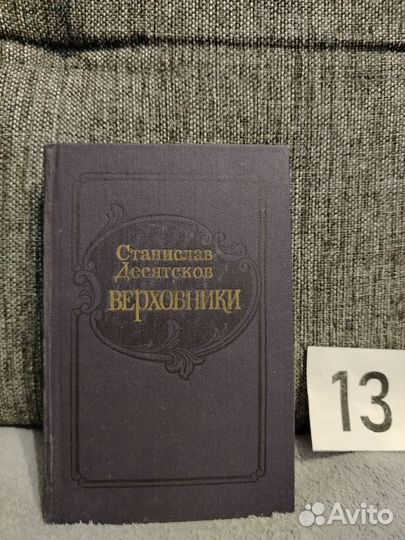 Станислав
Десятсков
ВЕРХОВНИКИ
13
Avito